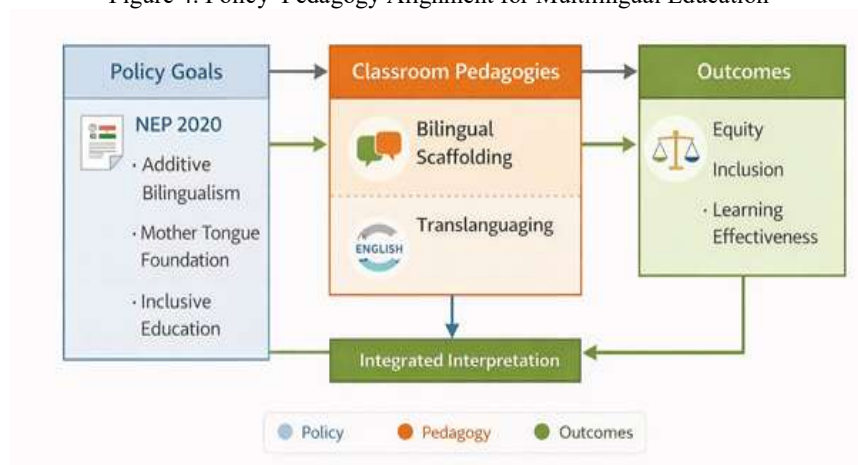 Figure 4. Policy–Pedagogy Alignment for Multilingual Education
Policy Goals
NEP 2020
· Additive
Bilingualism
· Mother Tongue
Foundation
· Inclusive
Education
Classroom Pedagogies
Bilingual
Scaffolding
ENGLISH
Translanguaging
Outcomes
Equity
Inclusion
· Learning
Effectiveness
Integrated Interpretation
Policy
Pedagogy
Outcomes